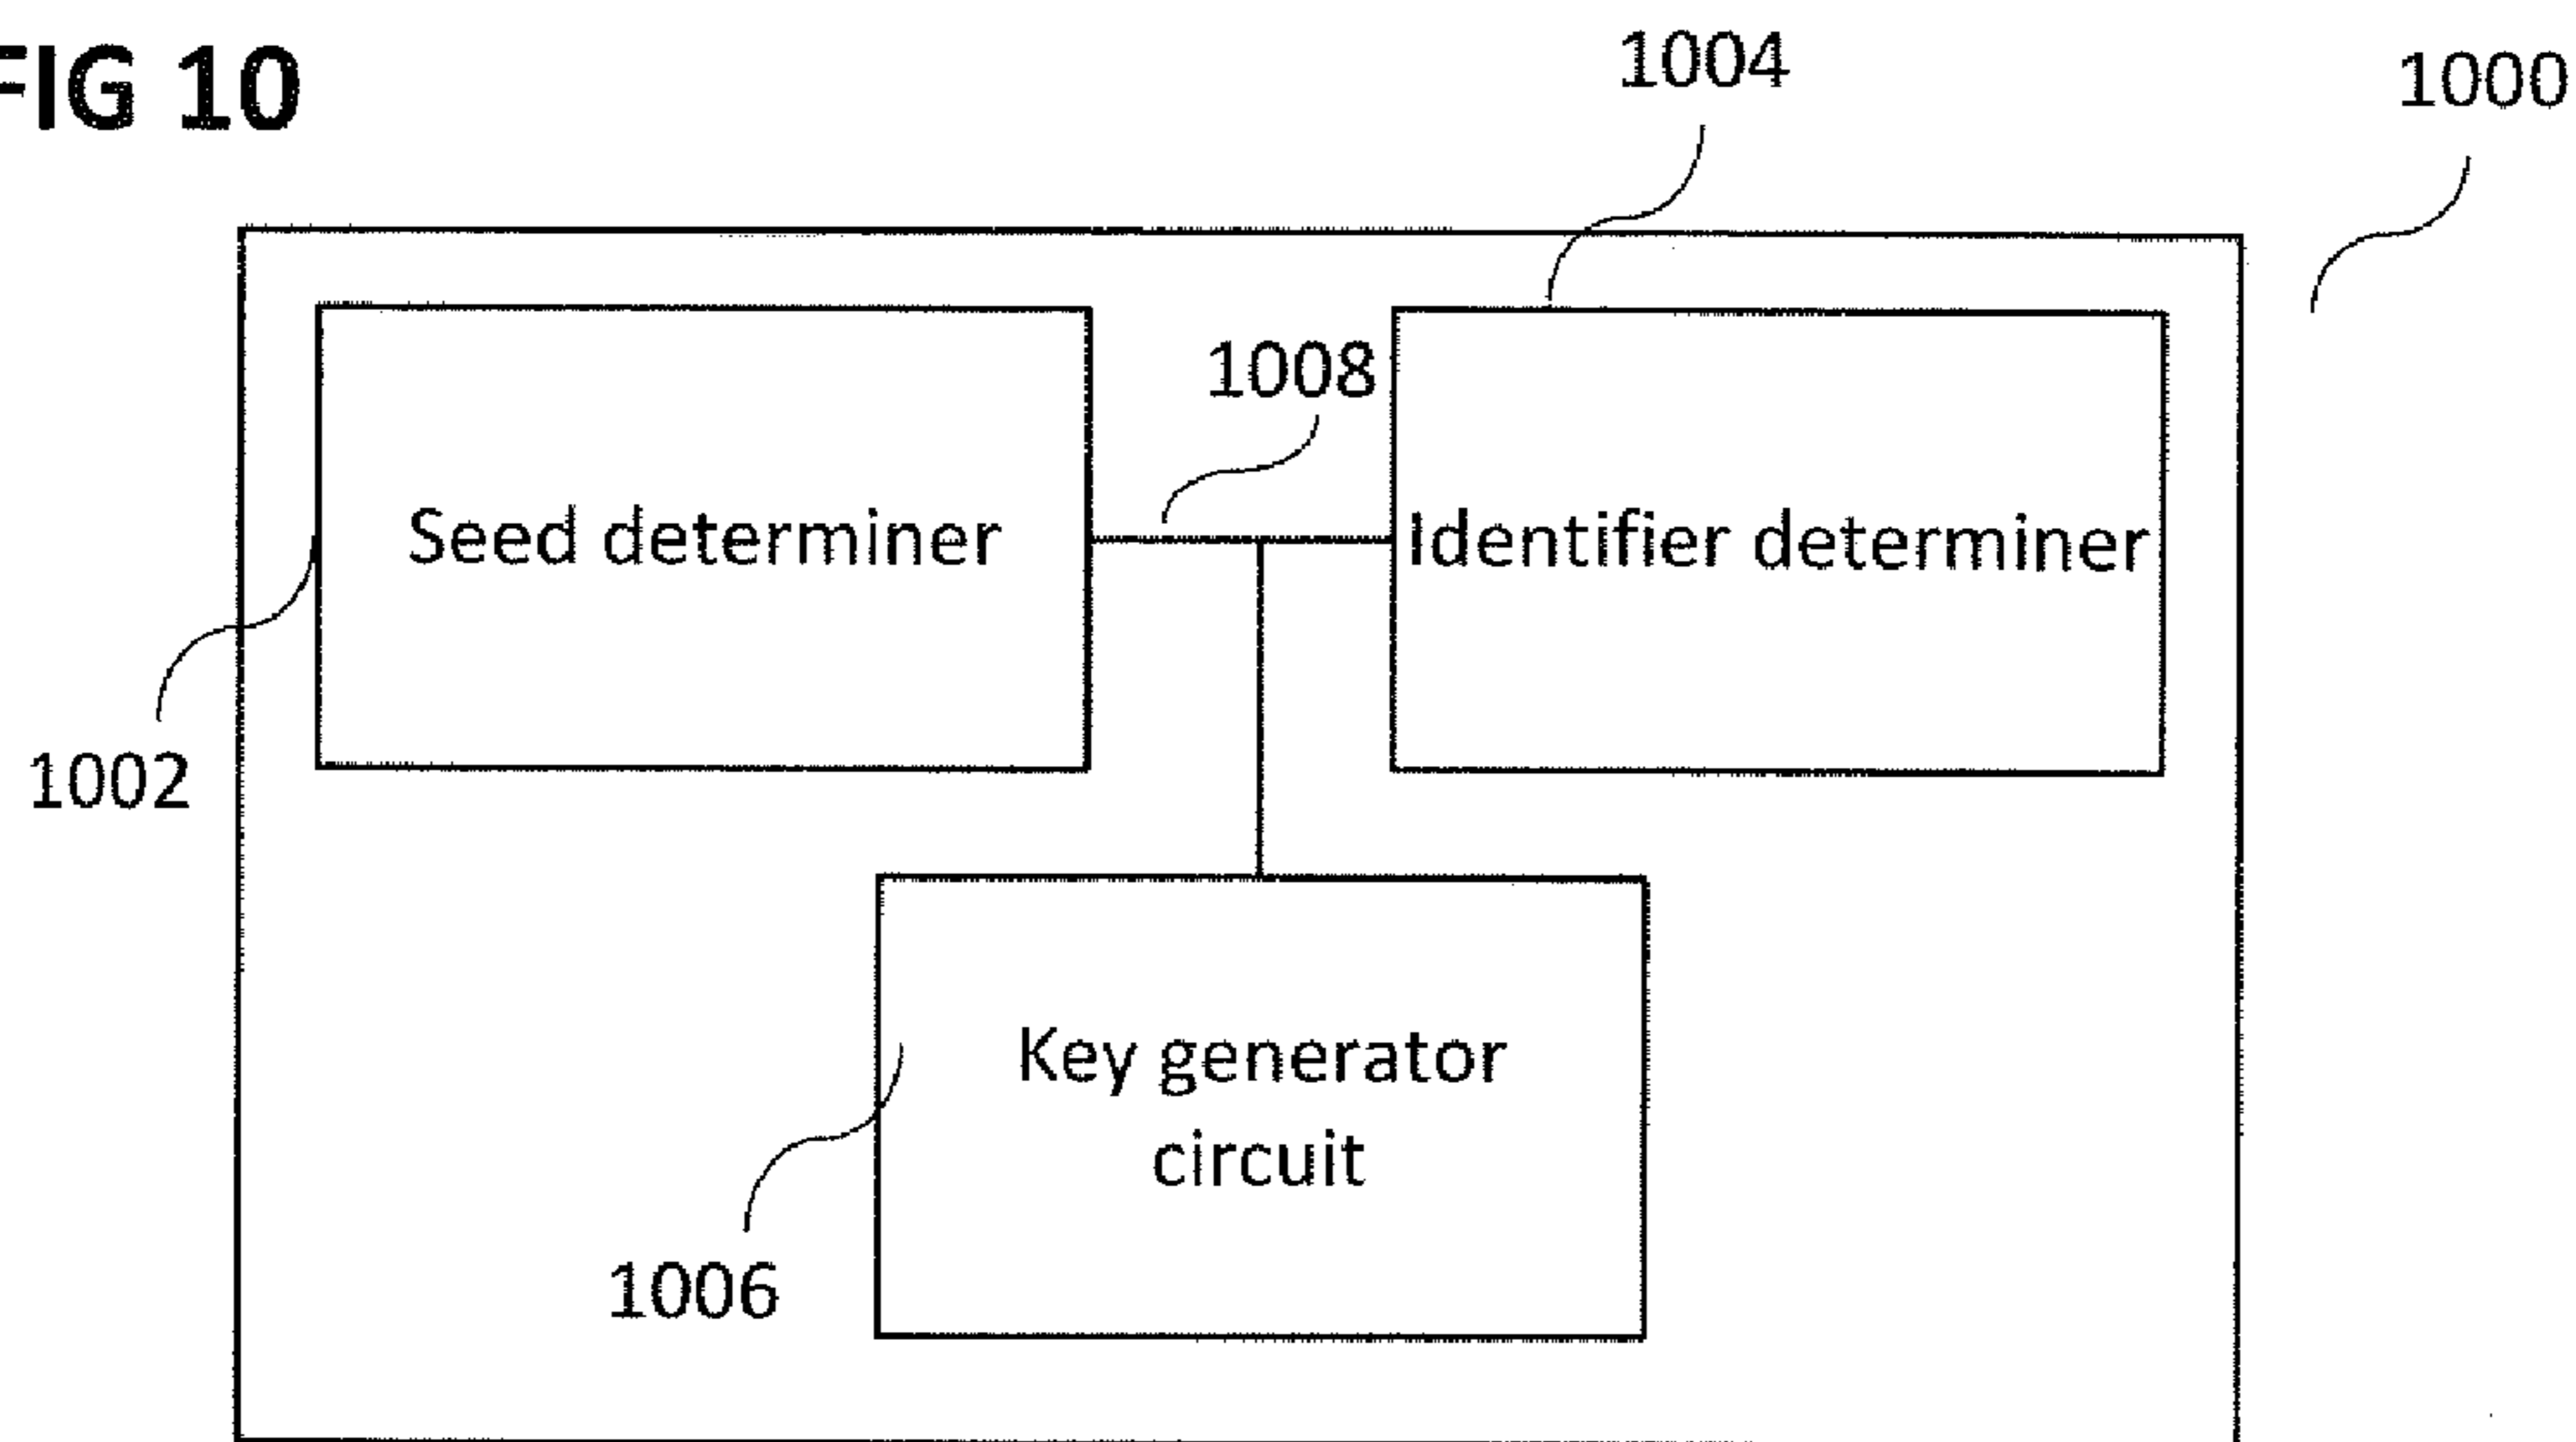 FIG 10
1004
1000
1008
Seed determiner
Identifier determiner
1002
Key generator
circuit
1006